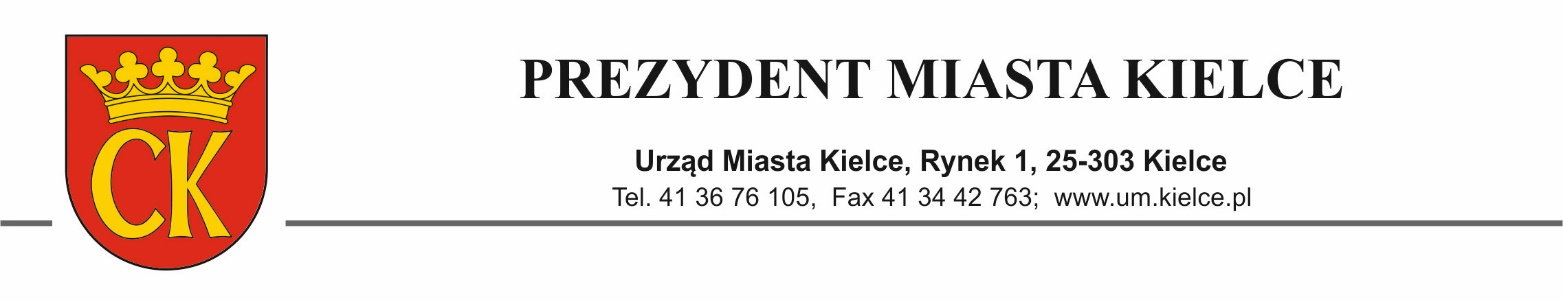 CK
PREZYDENT MIASTA KIELCE
Urząd Miasta Kielce, Rynek 1, 25-303 Kielce
Tel. 41 36 76 105, Fax 41 34 42 763; www.um.kielce.pl